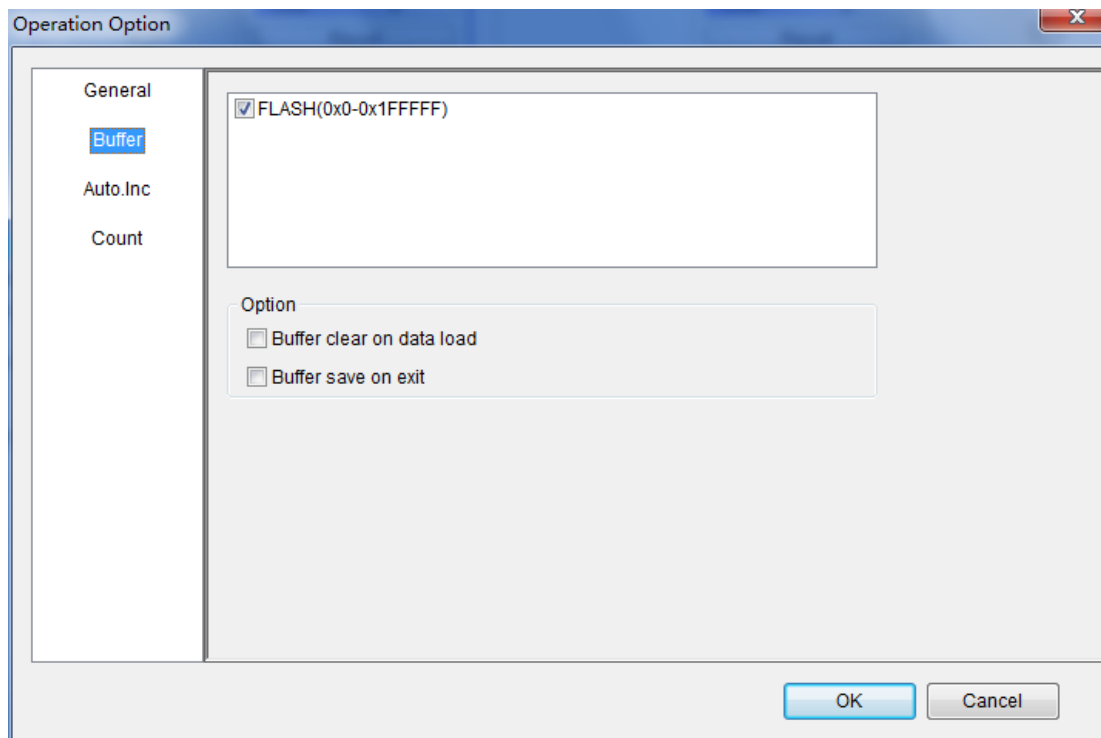 Operation Option
General
Buffer
Auto.Inc
Count
FLASH(0x0-0x1FFFFF)
Option
Buffer clear on data load
Buffer save on exit
OK
Cancel